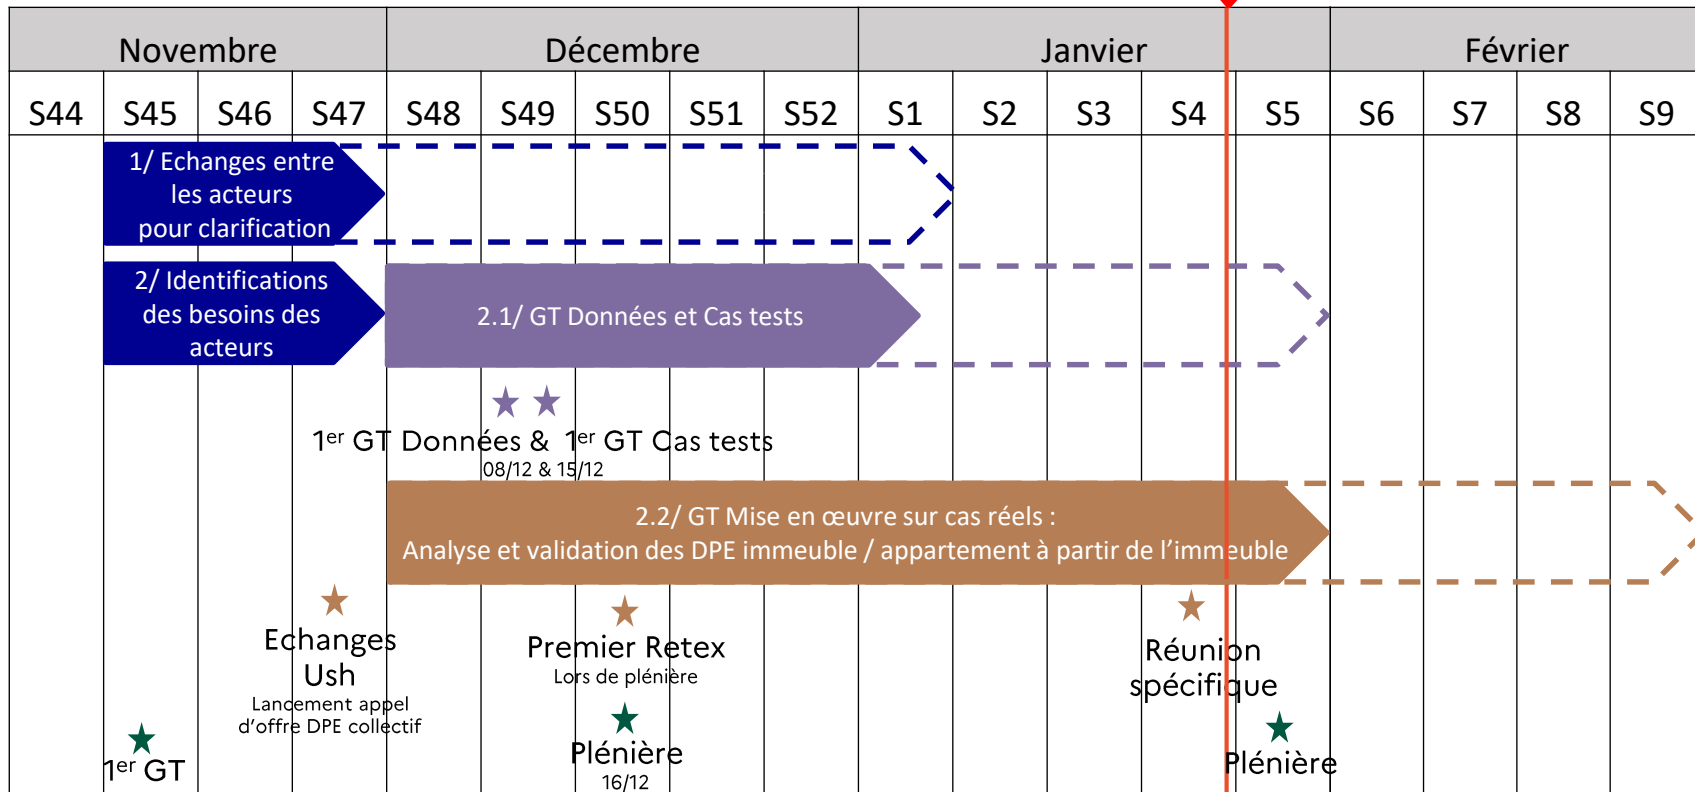 Novembre Décembre Janvier Février
S44 S45 S46 S47 S48 S49 S50 S51 S52 S1 S2 S3 S4 S5 S6 S7 S8 S9
1/ Echanges entre
les acteurs
pour clarification
2/ Identifications
des besoins des
acteurs
2.1/ GT Données et Cas tests
1er GT Données & 1er GT Cas tests
08/12 & 15/12
2.2/ GT Mise en œuvre sur cas réels :
Analyse et validation des DPE immeuble / appartement à partir de l’immeuble
Echanges
Ush
Lancement appel
d’offre DPE collectif
Premier Retex
Lors de plénière
Réunion
spécifique
1er GT
Plénière
16/12
Plénière